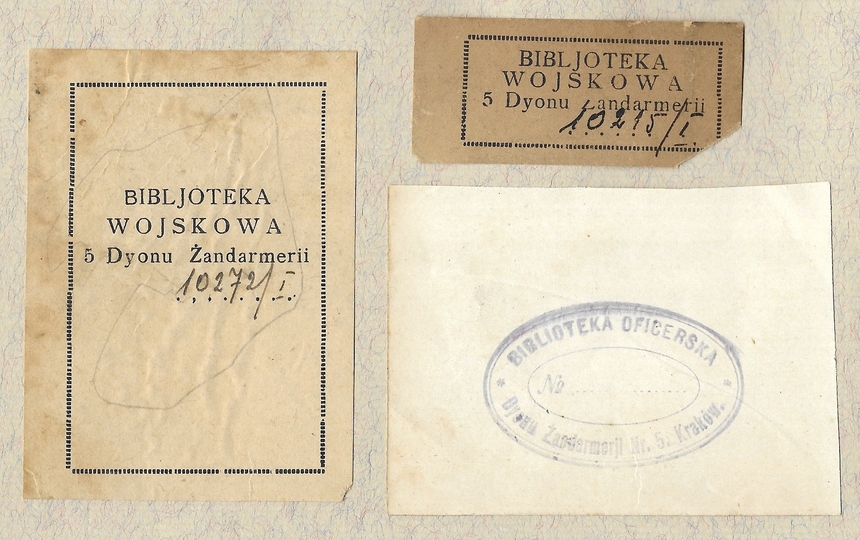 BIBLJOTEKA
WOJSKOWA
5 Dyonu Żandarmerii
10272/I
BIBLJOTEKA
WOJSKOWA
5 Dyonu Żandarmerii
10215/I
BIBLIOTEKA OFICERSKA
№
Dyonu Żandarmerji Nr. 5. Kraków.